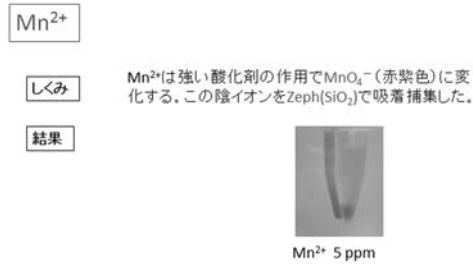 Mn²⁺
しくみ
Mn²⁺は強い酸化剤の作用でMnO₄⁻(赤紫色)に変
化する。この陰イオンをZeph(SiO₂)で吸着捕集した。
結果
Mn²⁺ 5 ppm